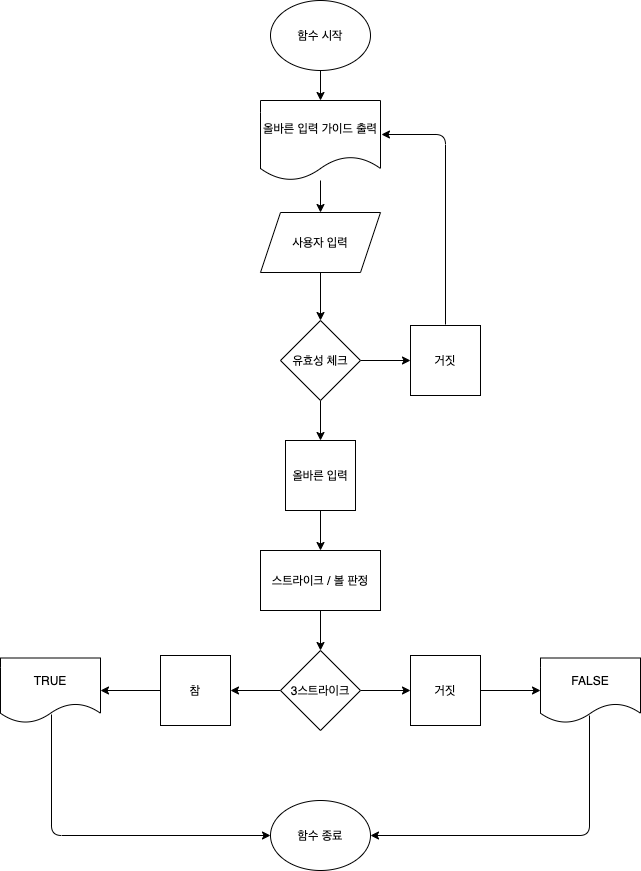 함수 시작
올바른 입력 가이드 출력
사용자 입력
유효성 체크
거짓
올바른 입력
스트라이크 / 볼 판정
TRUE
참
3스트라이크
거짓
FALSE
함수 종료